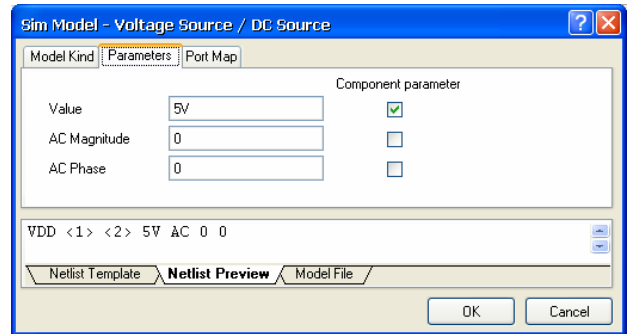 Sim Model - Voltage Source / DC Source
Model Kind Parameters Port Map
Component parameter
Value 5V
AC Magnitude 0
AC Phase 0
VDD <1> <2> 5V AC 0 0
Netlist Template Netlist Preview Model File
OK Cancel